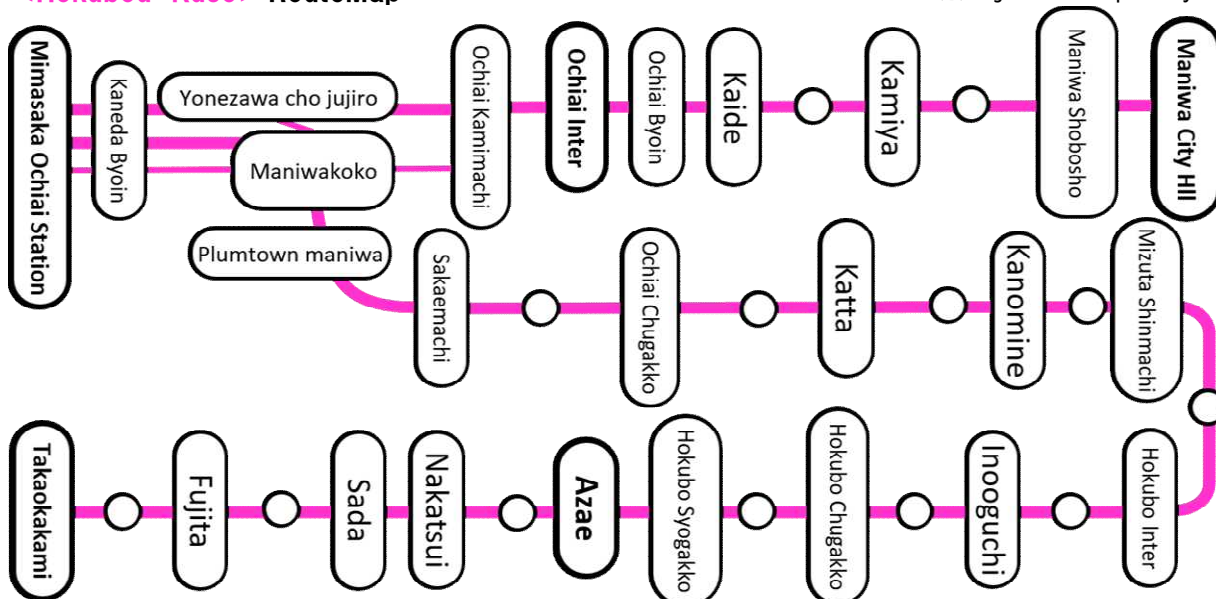 RouteMap
Mimasaka Ochiai Station
Kaneda Byoin
Yonezawa cho jujiro
Maniwakoko
Plumtown maniwa
Ochiai Kamimachi
Ochiai Inter
Ochiai Byoin
Kaide
Kamiya
Maniwa Shobosho
Maniwa City Hll
Sakaemachi
Ochiai Chugakko
Katta
Kanomine
Mizuta Shinmachi
Takaokakami
Fujita
Sada
Nakatsui
Azae
Hokubo Syogakko
Hokubo Chugakko
Inooguchi
Hokubo Inter